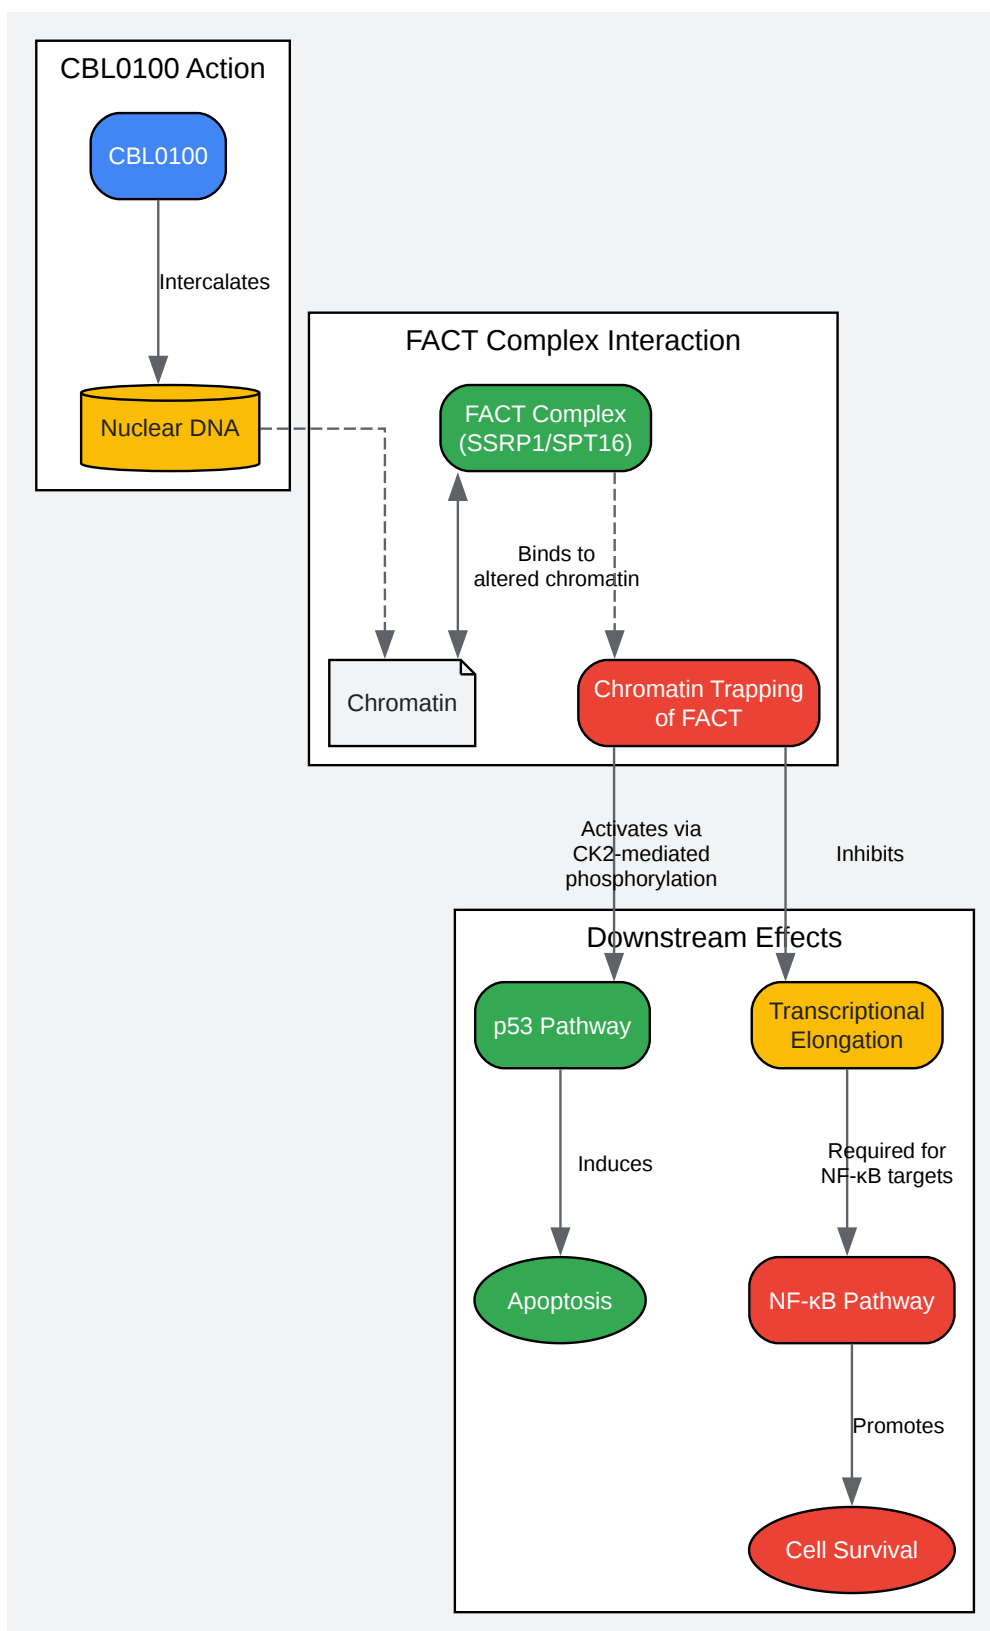 CBL0100 Action
CBL0100
Intercalates
Nuclear DNA
FACT Complex Interaction
FACT Complex
(SSRP1/SPT16)
Binds to
altered chromatin
Chromatin
Chromatin Trapping
of FACT
Activates via
CK2-mediated
phosphorylation
Inhibits
Downstream Effects
p53 Pathway
Transcriptional
Elongation
Induces
Required for
NF-κB targets
Apoptosis
NF-κB Pathway
Promotes
Cell Survival